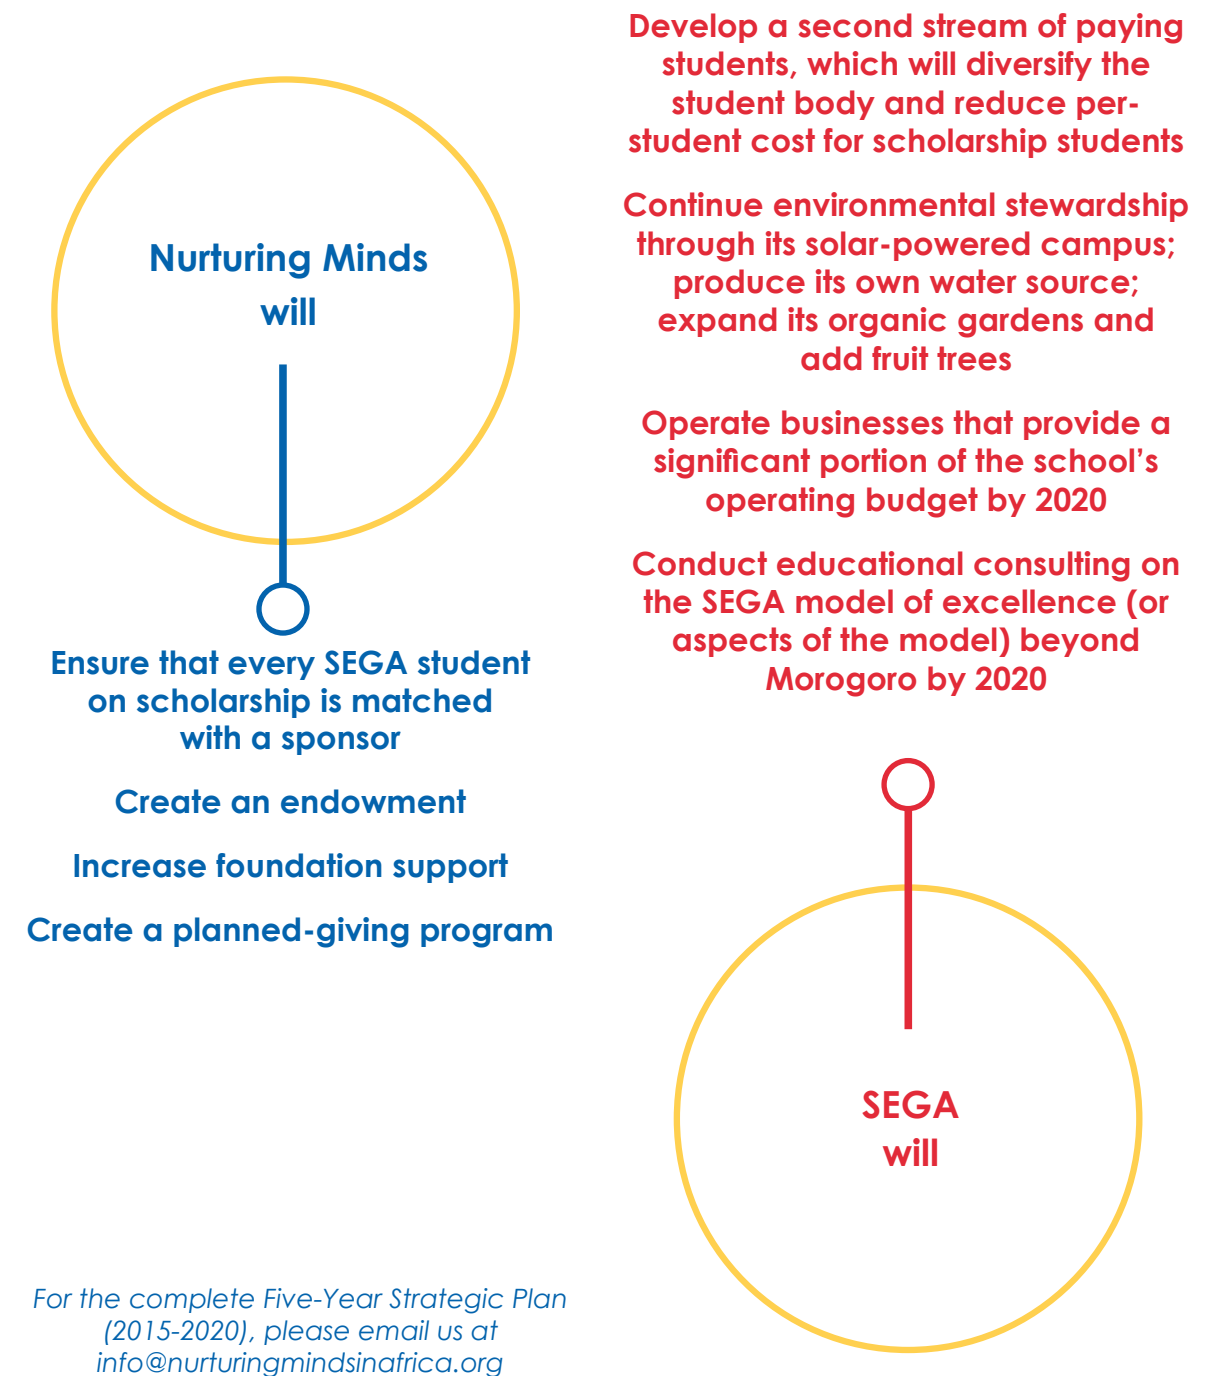 Nurturing Minds
will
Ensure that every SEGA student
on scholarship is matched
with a sponsor
Create an endowment
Increase foundation support
Create a planned-giving program
For the complete Five-Year Strategic Plan
(2015-2020), please email us at
info@nurturingmindsinafrica.org
Develop a second stream of paying
students, which will diversify the
student body and reduce per-
student cost for scholarship students
Continue environmental stewardship
through its solar-powered campus;
produce its own water source;
expand its organic gardens and
add fruit trees
Operate businesses that provide a
significant portion of the school’s
operating budget by 2020
Conduct educational consulting on
the SEGA model of excellence (or
aspects of the model) beyond
Morogoro by 2020
SEGA
will